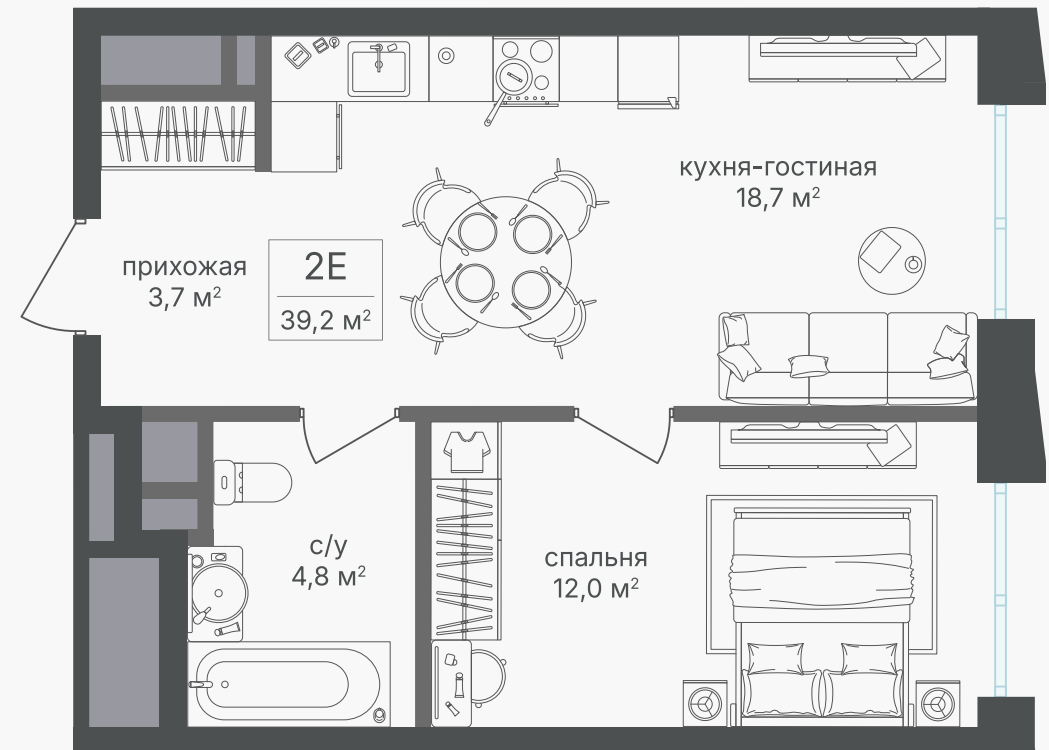 кухня-гостиная
18,7 м²
прихожая
3,7 м²
2Е
39,2 м²
с/у
4,8 м²
спальня
12,0 м²